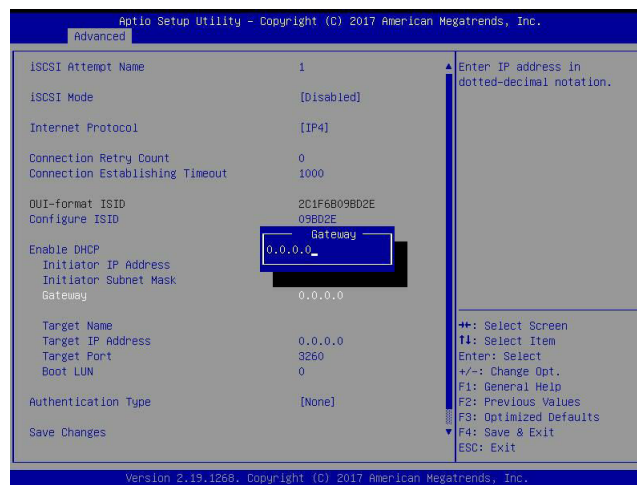 Aptio Setup Utility – Copyright (C) 2017 American Megatrends, Inc.
Advanced
iSCSI Attempt Name 1
iSCSI Mode [Disabled]
Internet Protocol [IP4]
Connection Retry Count 0
Connection Establishing Timeout 1000
OUI-format ISID 2C1F6B09BD2E
Configure ISID 09BD2E
Enable DHCP
Initiator IP Address
Initiator Subnet Mask
Gateway 0.0.0.0
Gateway
0.0.0.0_
Target Name
Target IP Address 0.0.0.0
Target Port 3260
Boot LUN 0
Authentication Type [None]
Save Changes
Enter IP address in
dotted-decimal notation.
→←: Select Screen
↑↓: Select Item
Enter: Select
+/-: Change Opt.
F1: General Help
F2: Previous Values
F3: Optimized Defaults
F4: Save & Exit
ESC: Exit
Version 2.19.1268. Copyright (C) 2017 American Megatrends, Inc.